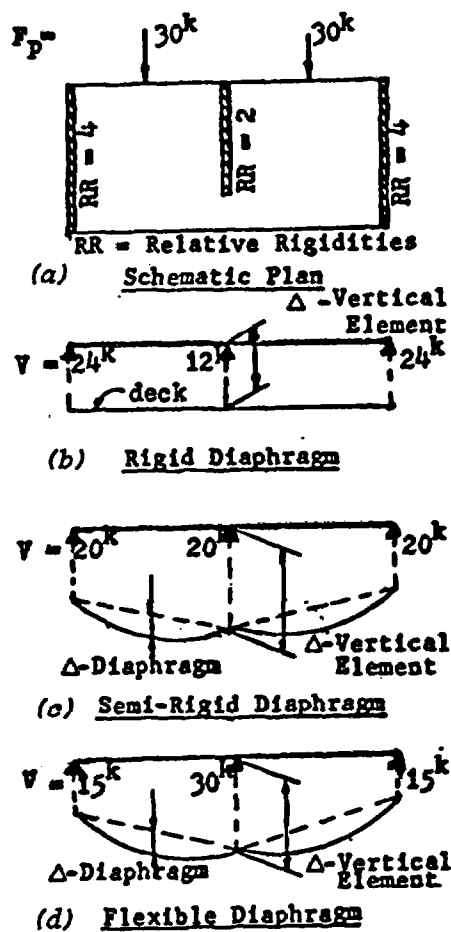 Fp= 30k 30k
RR = 4
RR = 2
RR = 4
RR = Relative Rigidities
(a) Schematic Plan
Δ-Vertical
Element
V = 24k 12k 24k
deck
(b) Rigid Diaphragm
V = 20k 20k 20k
Δ-Diaphragm
Δ-Vertical
Element
(c) Semi-Rigid Diaphragm
V = 15k 30k 15k
Δ-Diaphragm
Δ-Vertical
Element
(d) Flexible Diaphragm